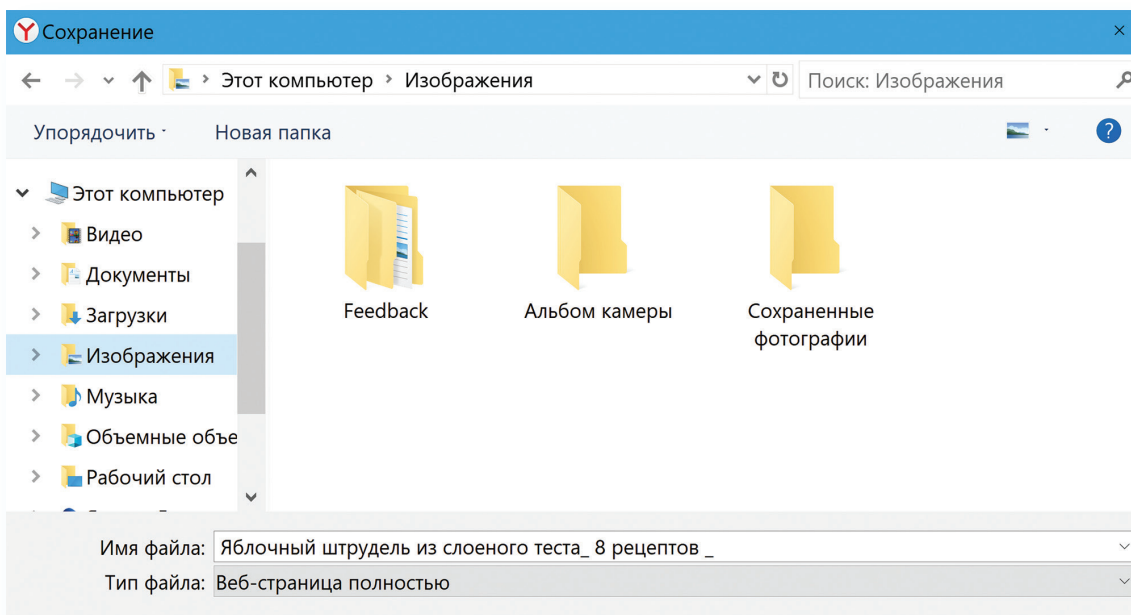 Сохранение
Этот компьютер > Изображения
Поиск: Изображения
Упорядочить
Новая папка
Этот компьютер
Видео
Документы
Загрузки
Изображения
Музыка
Объемные объе
Рабочий стол
Feedback
Альбом камеры
Сохраненные
фотографии
Имя файла: Яблочный штрудель из слоеного теста_ 8 рецептов _
Тип файла: Веб-страница полностью